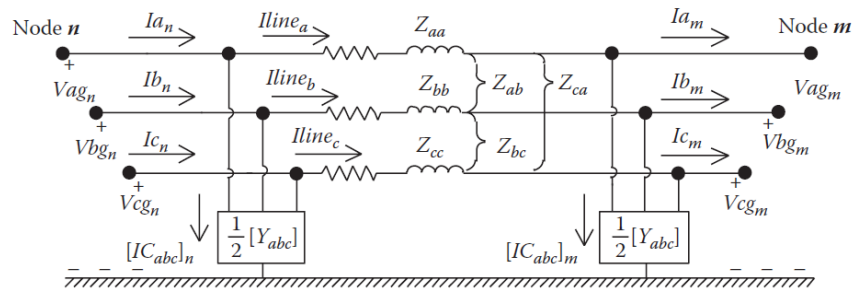 Node n Ia_n Iline_a Z_aa Ia_m Node m
+ Vag_n Ib_n Iline_b Z_bb Z_ab Z_ca Ib_m + Vag_m
+ Vbg_n Ic_n Iline_c Z_cc Z_bc Ic_m + Vbg_m
+ Vcg_n + Vcg_m
[IC_abc]_n 1/2 [Y_abc] [IC_abc]_m 1/2 [Y_abc]